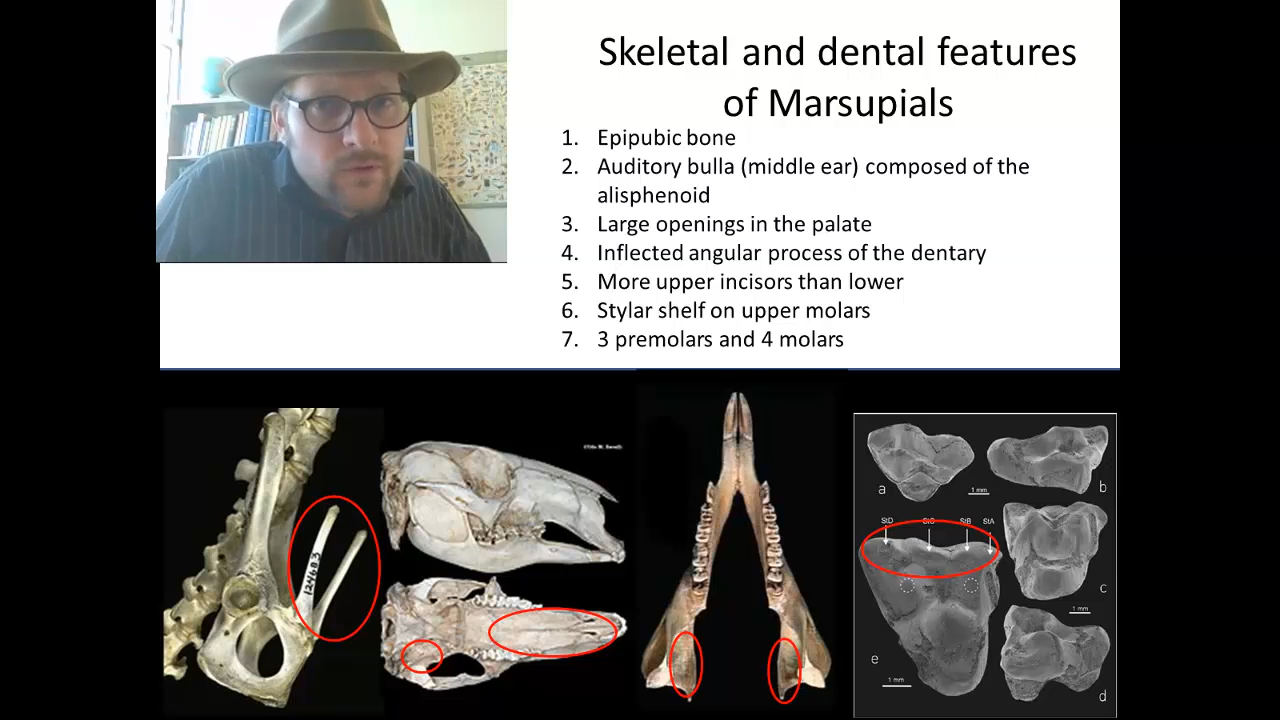 Skeletal and dental features
of Marsupials
1. Epipubic bone
2. Auditory bulla (middle ear) composed of the
alisphenoid
3. Large openings in the palate
4. Inflected angular process of the dentary
5. More upper incisors than lower
6. Stylar shelf on upper molars
7. 3 premolars and 4 molars
a
1 mm
b
StD StC StB StA
c
1 mm
e
1 mm
d